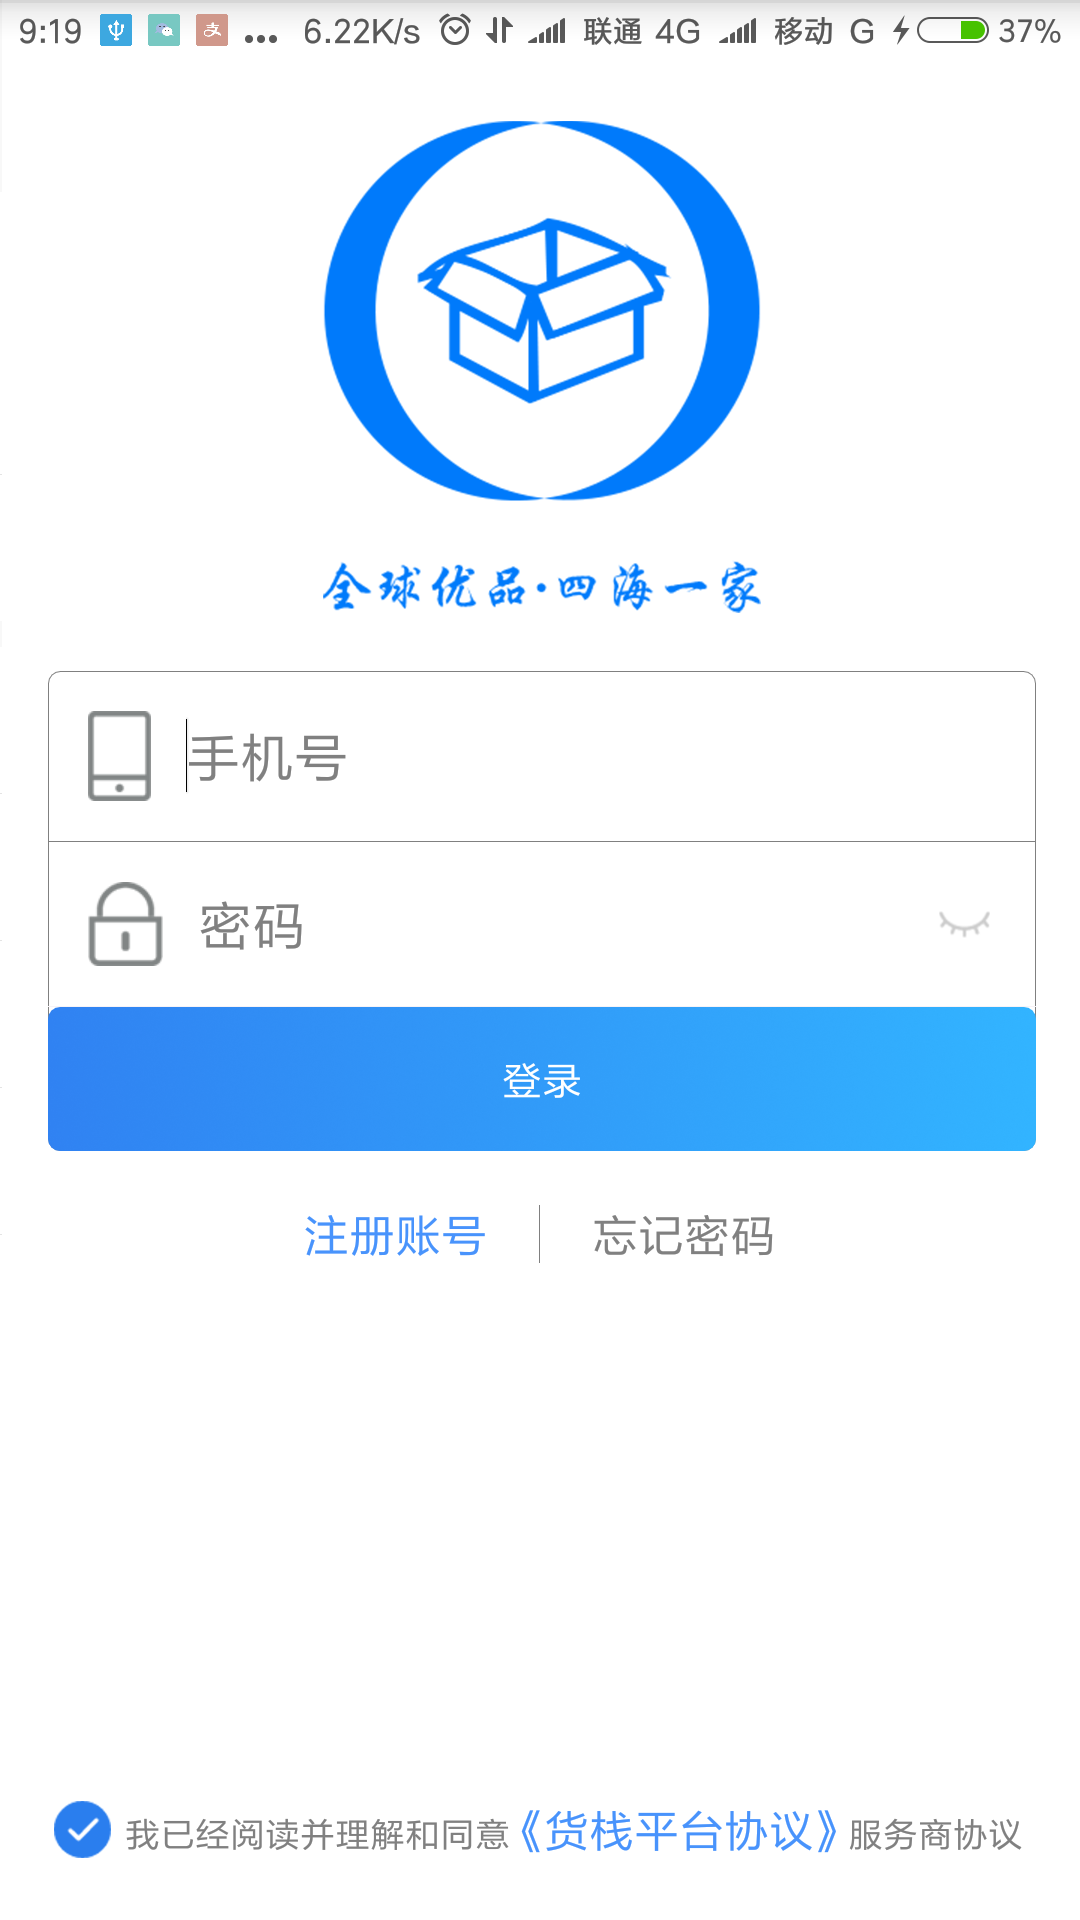 9:19 ... 6.22K/s 联通 4G 移动 G 37%
全球优品·四海一家
手机号
密码
登录
注册账号 忘记密码
我已经阅读并理解和同意《货栈平台协议》服务商协议